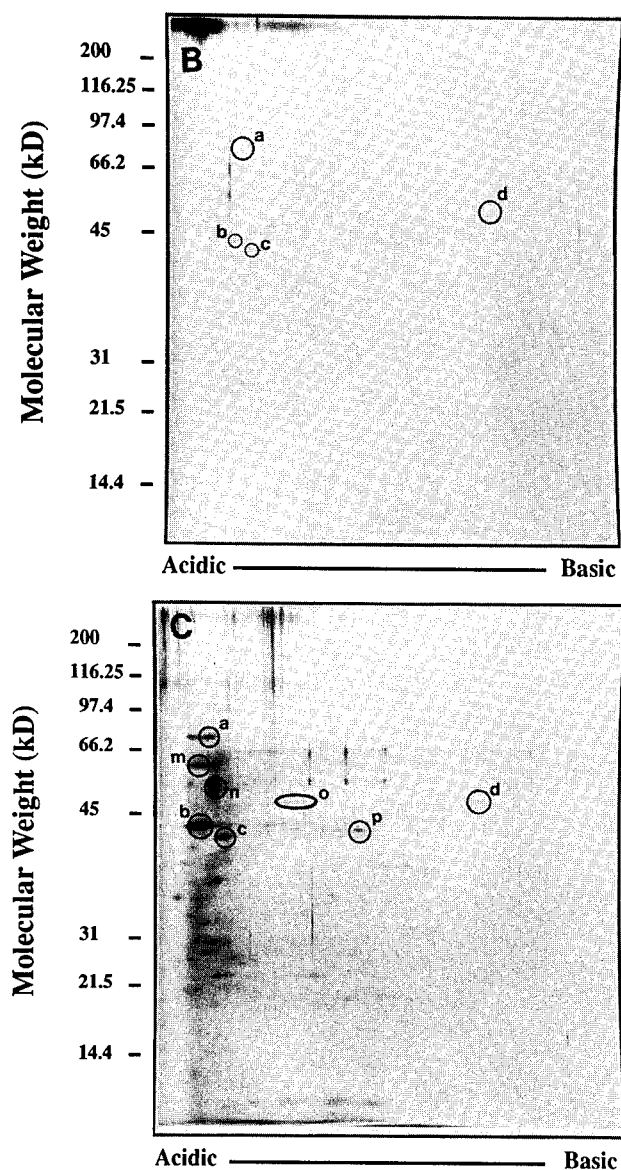 B
Molecular Weight (kD)
200
116.25
97.4
66.2
45
31
21.5
14.4
a
b
c
d
Acidic
Basic
C
Molecular Weight (kD)
200
116.25
97.4
66.2
45
31
21.5
14.4
a
m
n
b
c
o
p
d
Acidic
Basic